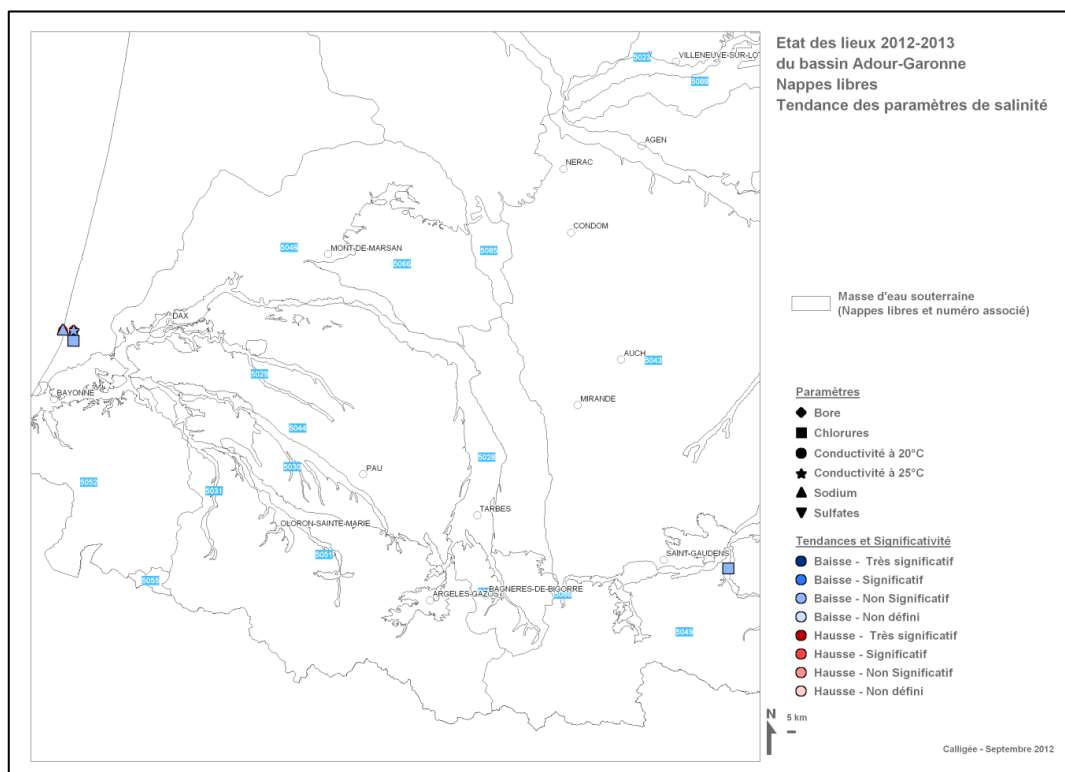 Etat des lieux 2012-2013
du bassin Adour-Garonne
Nappes libres
Tendance des paramètres de salinité
5023
VILLENEUVE-SUR-LOT
5088
AGEN
NERAC
CONDOM
5046
MONT-DE-MARSAN
5066
5085
Masse d'eau souterraine
(Nappes libres et numéro associé)
DAX
AUCH
5043
5029
MIRANDE
BAYONNE
5044
5028
5030
PAU
5052
5031
TARBES
OLORON-SAINTE-MARIE
5051
SAINT-GAUDENS
5055
ARGELES-GAZOST
BAGNERES-DE-BIGORRE
5049
Paramètres
Bore
Chlorures
Conductivité à 20°C
Conductivité à 25°C
Sodium
Sulfates
Tendances et Significativité
Baisse - Très significatif
Baisse - Significatif
Baisse - Non Significatif
Baisse - Non défini
Hausse - Très significatif
Hausse - Significatif
Hausse - Non Significatif
Hausse - Non défini
N
5 km
Calligée - Septembre 2012